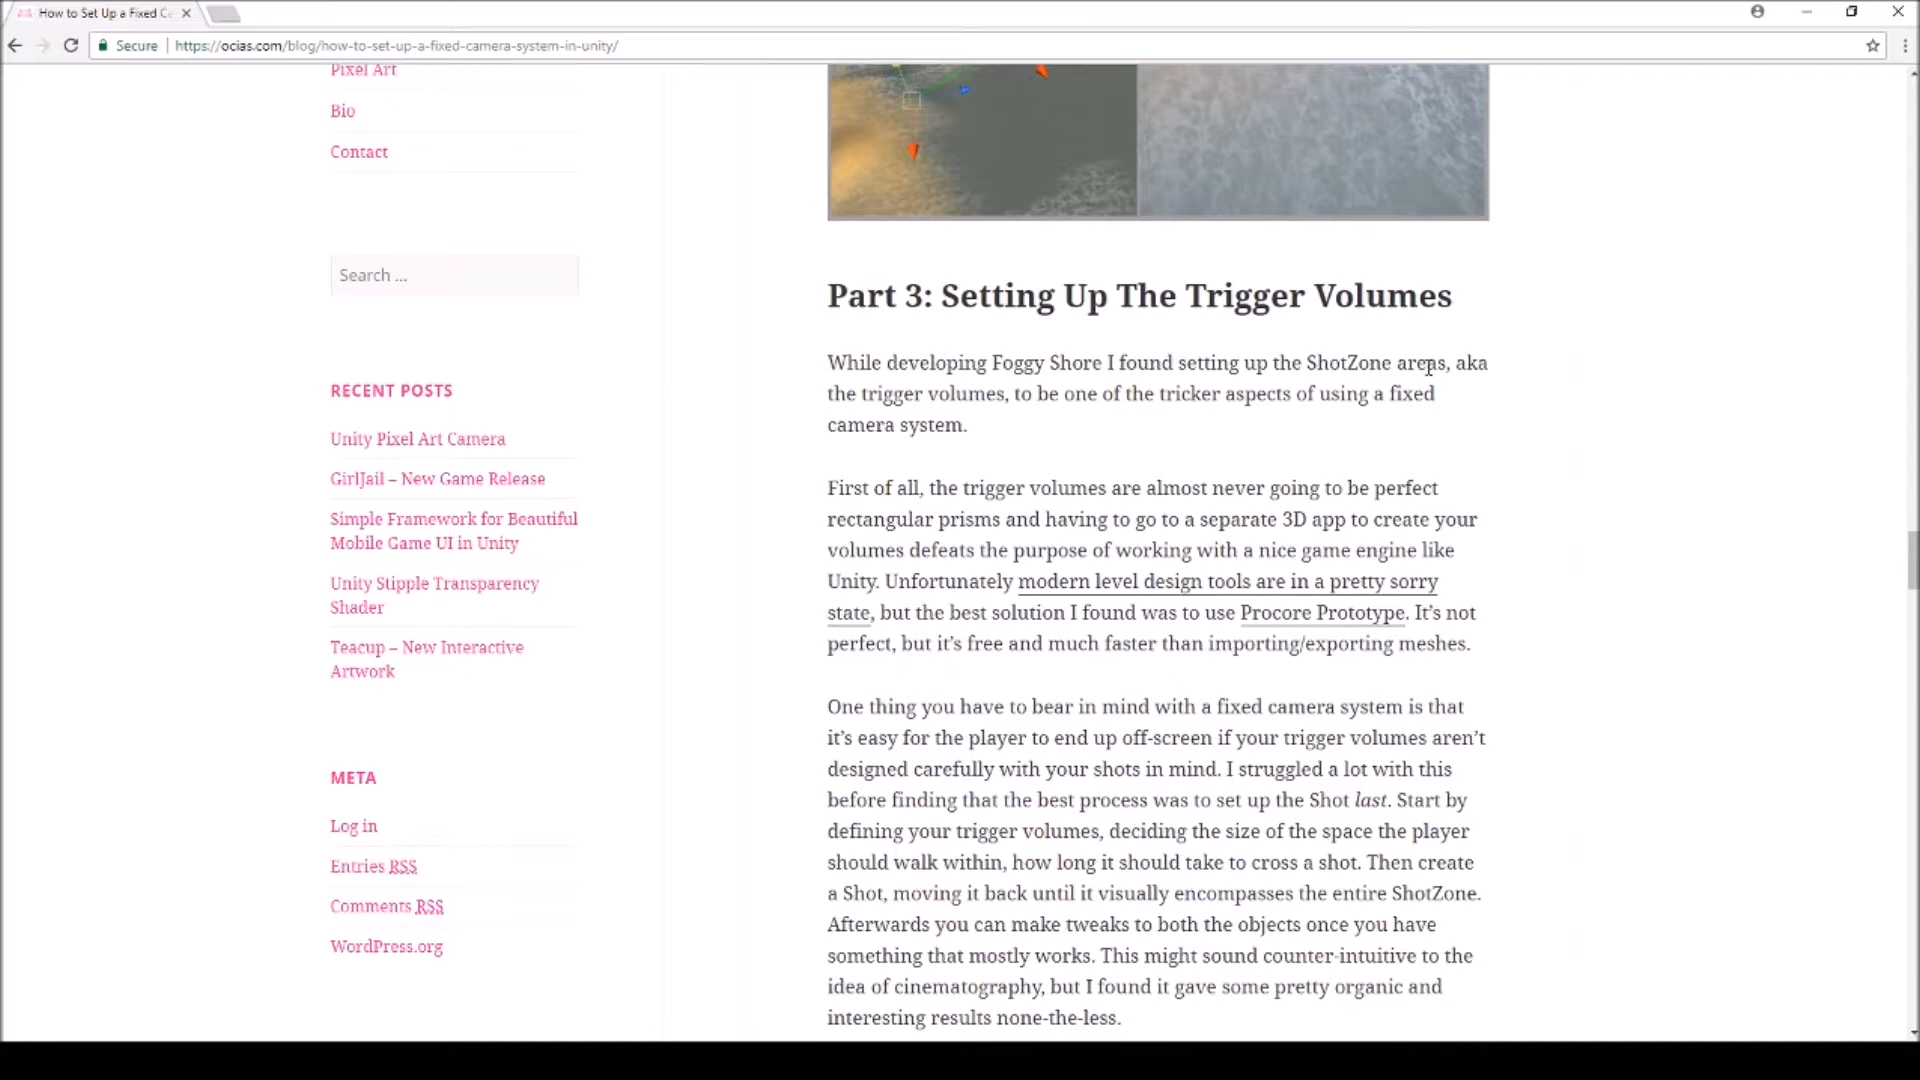 How to Set Up a Fixed Ca
Secure
https://ocias.com/blog/how-to-set-up-a-fixed-camera-system-in-unity/
Pixel Art
Bio
Contact
Search ...
RECENT POSTS
Unity Pixel Art Camera
GirlJail – New Game Release
Simple Framework for Beautiful
Mobile Game UI in Unity
Unity Stipple Transparency
Shader
Teacup – New Interactive
Artwork
META
Log in
Entries RSS
Comments RSS
WordPress.org
Part 3: Setting Up The Trigger Volumes
While developing Foggy Shore I found setting up the ShotZone areas, aka
the trigger volumes, to be one of the tricker aspects of using a fixed
camera system.
First of all, the trigger volumes are almost never going to be perfect
rectangular prisms and having to go to a separate 3D app to create your
volumes defeats the purpose of working with a nice game engine like
Unity. Unfortunately modern level design tools are in a pretty sorry
state, but the best solution I found was to use Procore Prototype. It’s not
perfect, but it’s free and much faster than importing/exporting meshes.
One thing you have to bear in mind with a fixed camera system is that
it’s easy for the player to end up off-screen if your trigger volumes aren’t
designed carefully with your shots in mind. I struggled a lot with this
before finding that the best process was to set up the Shot last. Start by
defining your trigger volumes, deciding the size of the space the player
should walk within, how long it should take to cross a shot. Then create
a Shot, moving it back until it visually encompasses the entire ShotZone.
Afterwards you can make tweaks to both the objects once you have
something that mostly works. This might sound counter-intuitive to the
idea of cinematography, but I found it gave some pretty organic and
interesting results none-the-less.